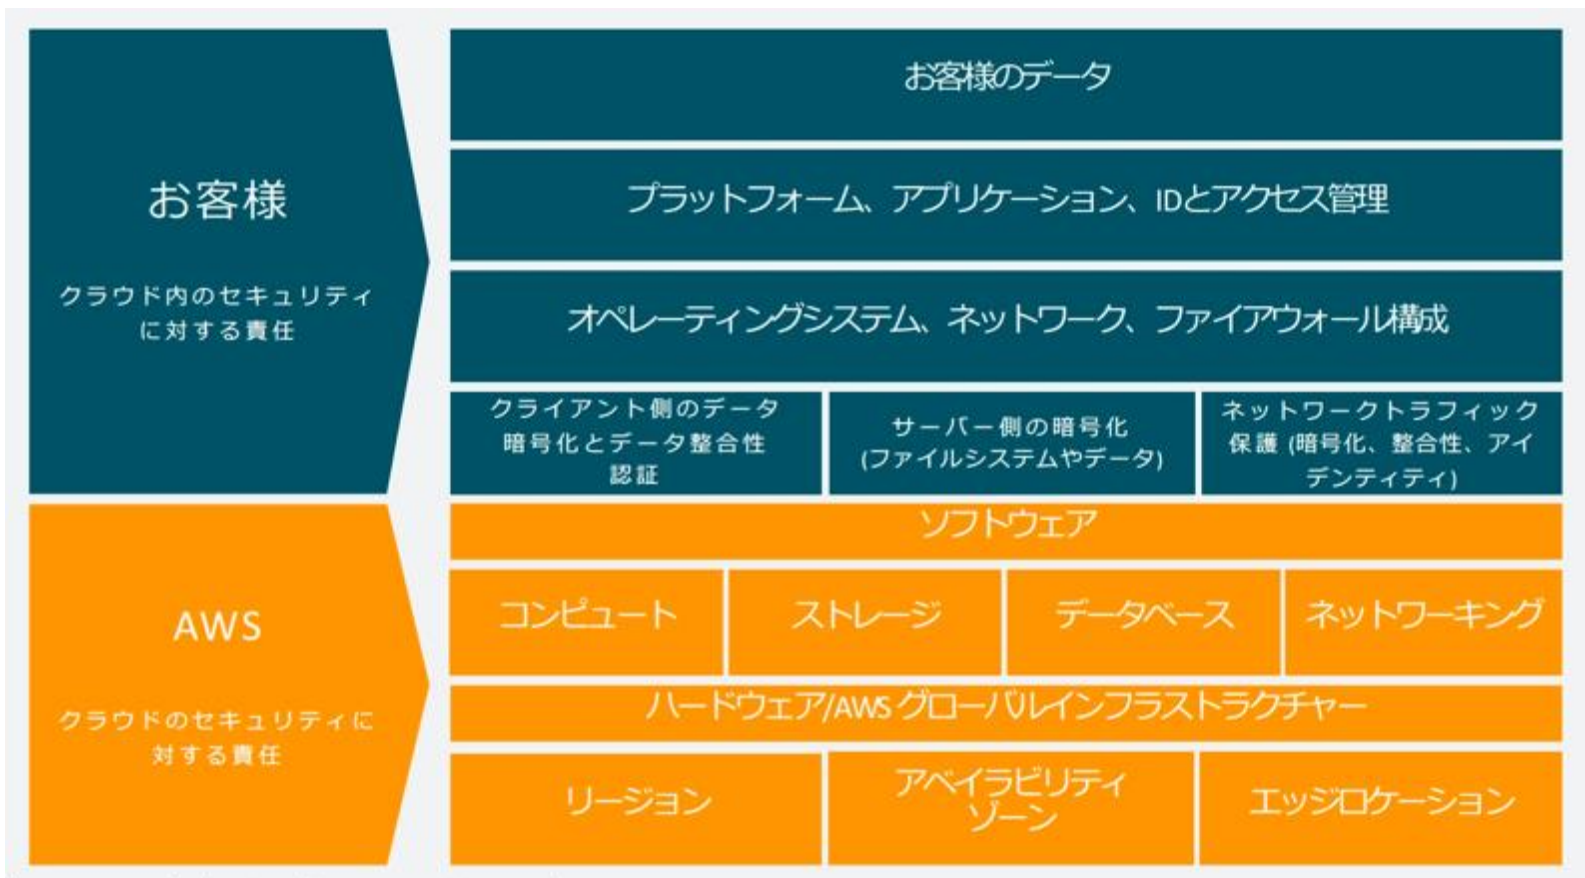 お客様
クラウド内のセキュリティ
に対する責任
お客様のデータ
プラットフォーム、アプリケーション、IDとアクセス管理
オペレーティングシステム、ネットワーク、ファイアウォール構成
クライアント側のデータ
暗号化とデータ整合性
認証
サーバー側の暗号化
(ファイルシステムやデータ)
ネットワークトラフィック
保護 (暗号化、整合性、アイ
デンティティ)
AWS
クラウドのセキュリティに
対する責任
ソフトウェア
コンピュート
ストレージ
データベース
ネットワーキング
ハードウェア/AWS グローバルインフラストラクチャー
リージョン
アベイラビリティ
ゾーン
エッジロケーション